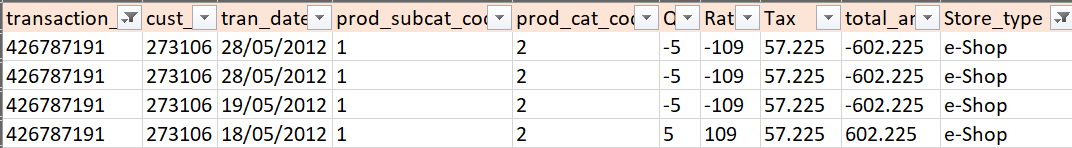 transaction_ cust_ tran_date prod_subcat_co prod_cat_co Q Rat Tax total_a Store_type
426787191 273106 28/05/2012 1 2 -5 -109 57.225 -602.225 e-Shop
426787191 273106 28/05/2012 1 2 -5 -109 57.225 -602.225 e-Shop
426787191 273106 19/05/2012 1 2 -5 -109 57.225 -602.225 e-Shop
426787191 273106 18/05/2012 1 2 5 109 57.225 602.225 e-Shop